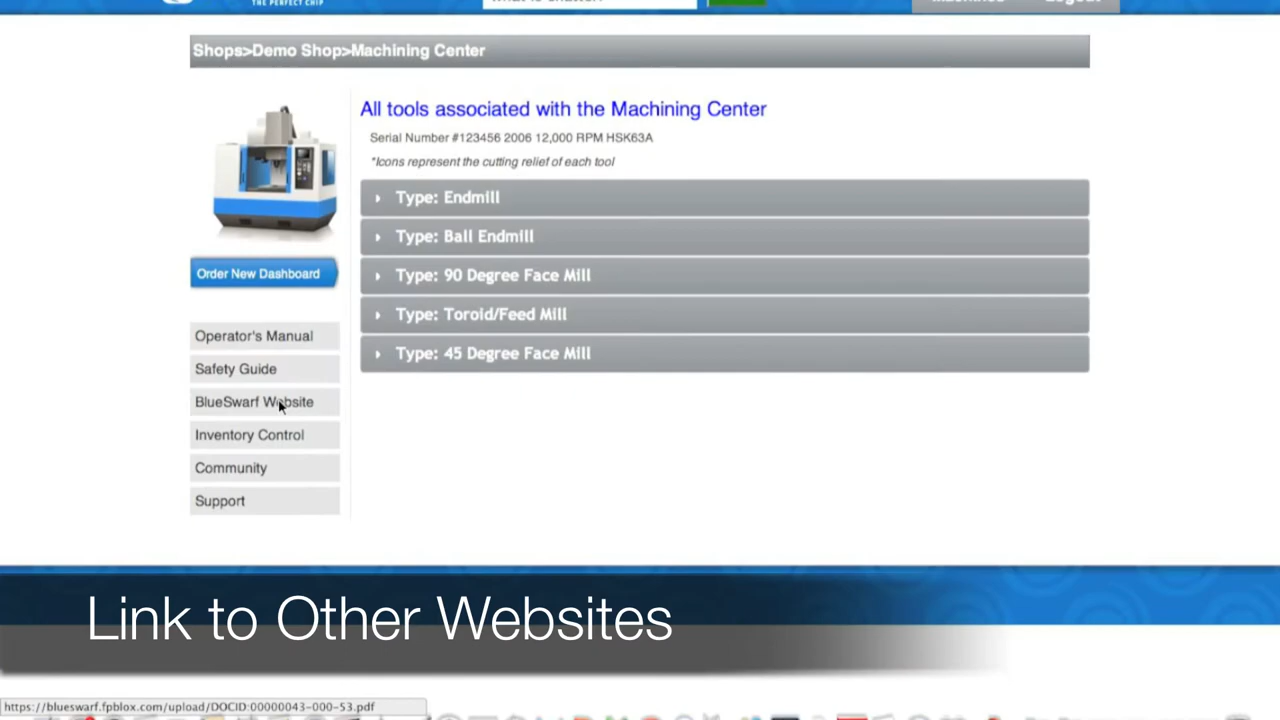 THE PERFECT CHIP
Shops>Demo Shop>Machining Center
All tools associated with the Machining Center
Serial Number #123456 2006 12,000 RPM HSK63A
*Icons represent the cutting relief of each tool
Type: Endmill
Type: Ball Endmill
Type: 90 Degree Face Mill
Type: Toroid/Feed Mill
Type: 45 Degree Face Mill
Order New Dashboard
Operator's Manual
Safety Guide
BlueSwarf Website
Inventory Control
Community
Support
Link to Other Websites
https://blueswarf.fpblox.com/upload/DOCID:00000043-000-53.pdf